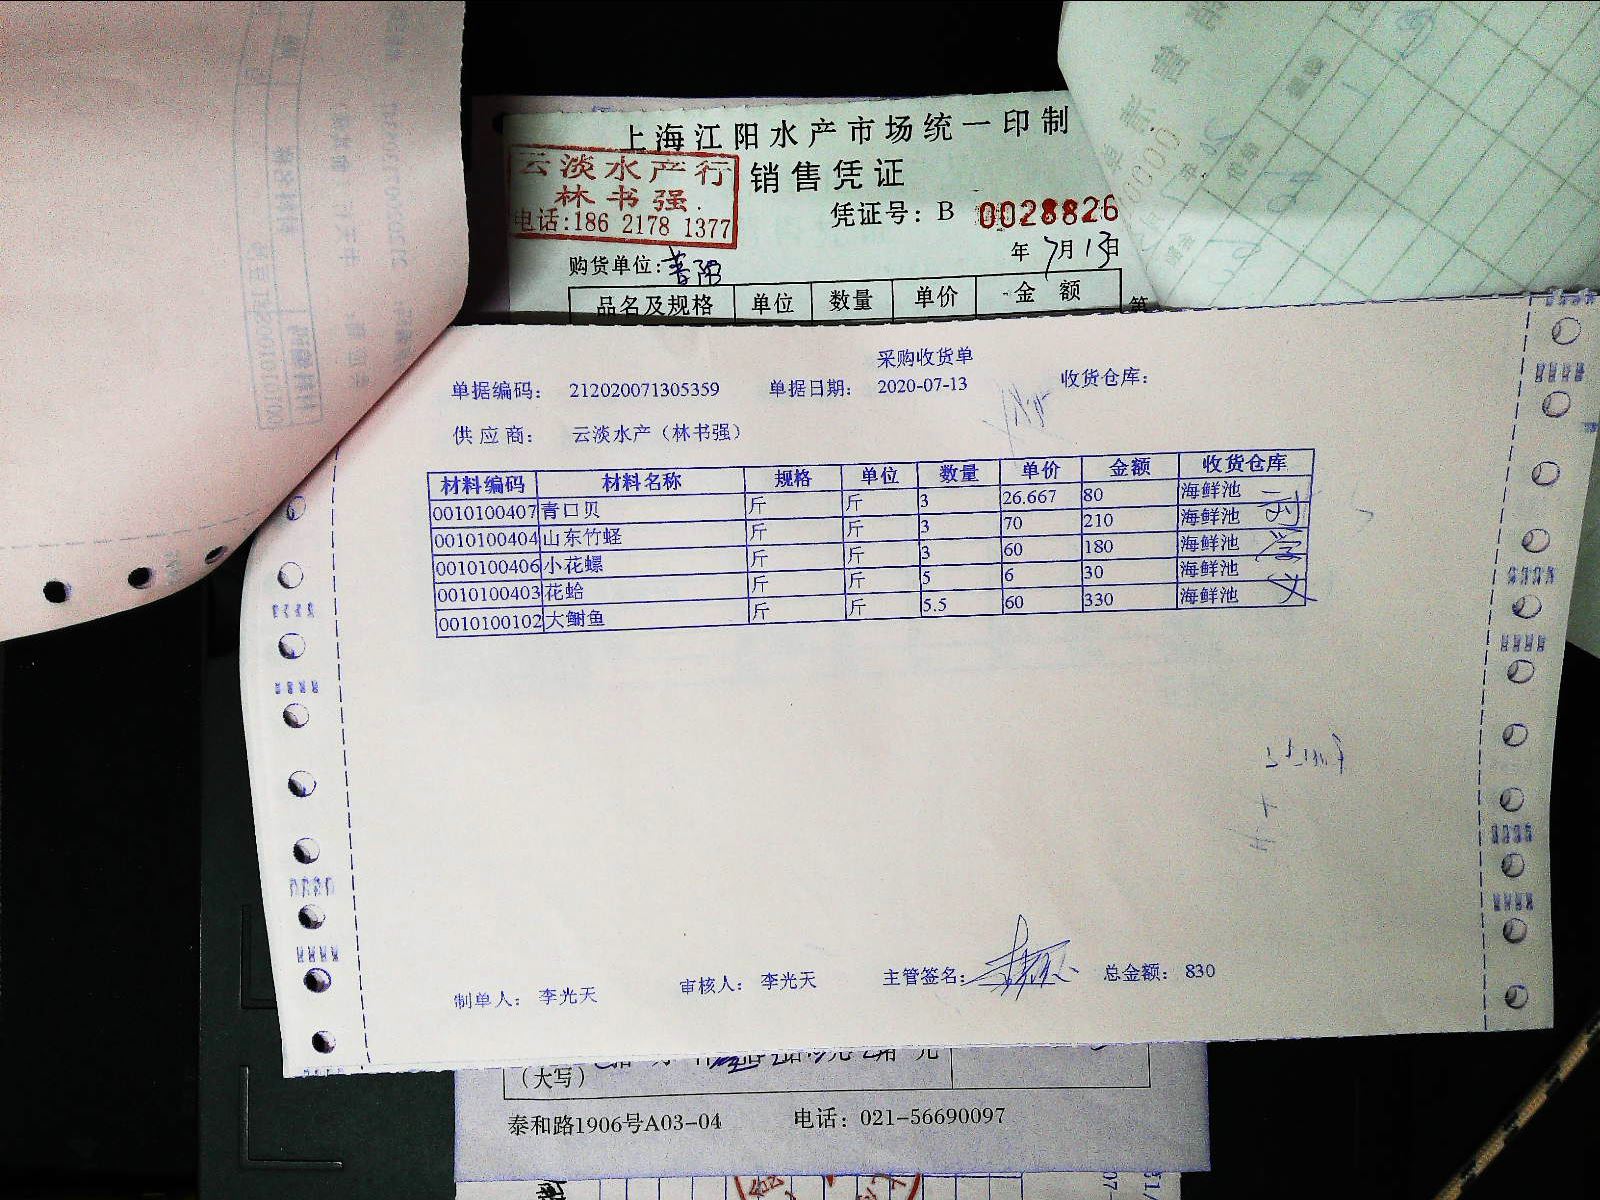 上海江阳水产市场统一印制
云淡水产行
林书强
电话:186 2178 1377
销售凭证
凭证号: B 0028826
年7月13日
购货单位:
品名及规格 单位 数量 单价 金额
采购收货单
单据编码: 212020071305359 单据日期: 2020-07-13 收货仓库:
供应商: 云淡水产（林书强）
材料编码 材料名称 规格 单位 数量 单价 金额 收货仓库
0010100407 青口贝 斤 斤 3 26.667 80 海鲜池
0010100404 山东竹蛏 斤 斤 3 70 210 海鲜池
0010100406 小花螺 斤 斤 3 60 180 海鲜池
0010100403 花蛤 斤 斤 5 6 30 海鲜池
0010100102 大鲥鱼 斤 斤 5.5 60 330 海鲜池
制单人: 李光天 审核人: 李光天 主管签名: 总金额: 830
（大写）
泰和路1906号A03-04 电话: 021-56690097